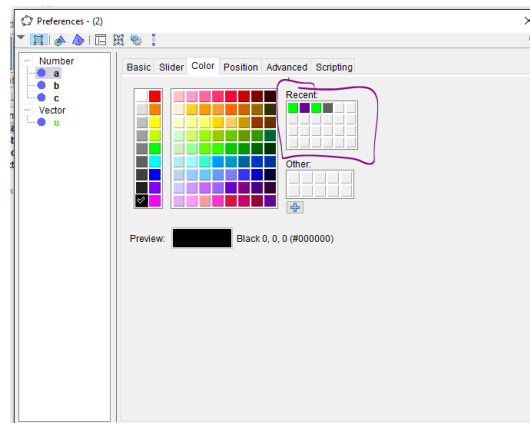 Preferences - (2)
Number
a
b
c
Vector
u
Basic Slider Color Position Advanced Scripting
Recent:
Other:
Preview: Black 0, 0, 0 (#000000)